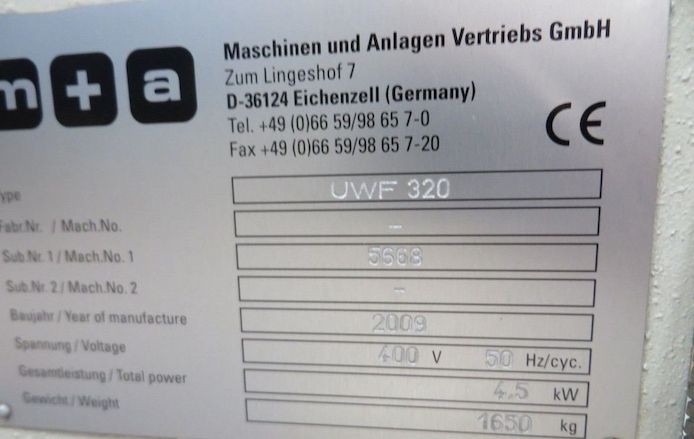 m+a
Maschinen und Anlagen Vertriebs GmbH
Zum Lingeshof 7
D-36124 Eichenzell (Germany)
Tel. +49 (0)66 59/98 65 7-0
Fax +49 (0)66 59/98 65 7-20
CE
Type UWF 320
Fabr.Nr. / Mach.No. -
Sub.Nr. 1 / Mach.No. 1 5668
Sub.Nr. 2 / Mach.No. 2 -
Baujahr / Year of manufacture 2009
Spannung / Voltage 400 V 50 Hz/cyc.
Gesamtleistung / Total power 4.5 kW
Gewicht / Weight 1650 kg